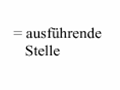 = ausführende
Stelle